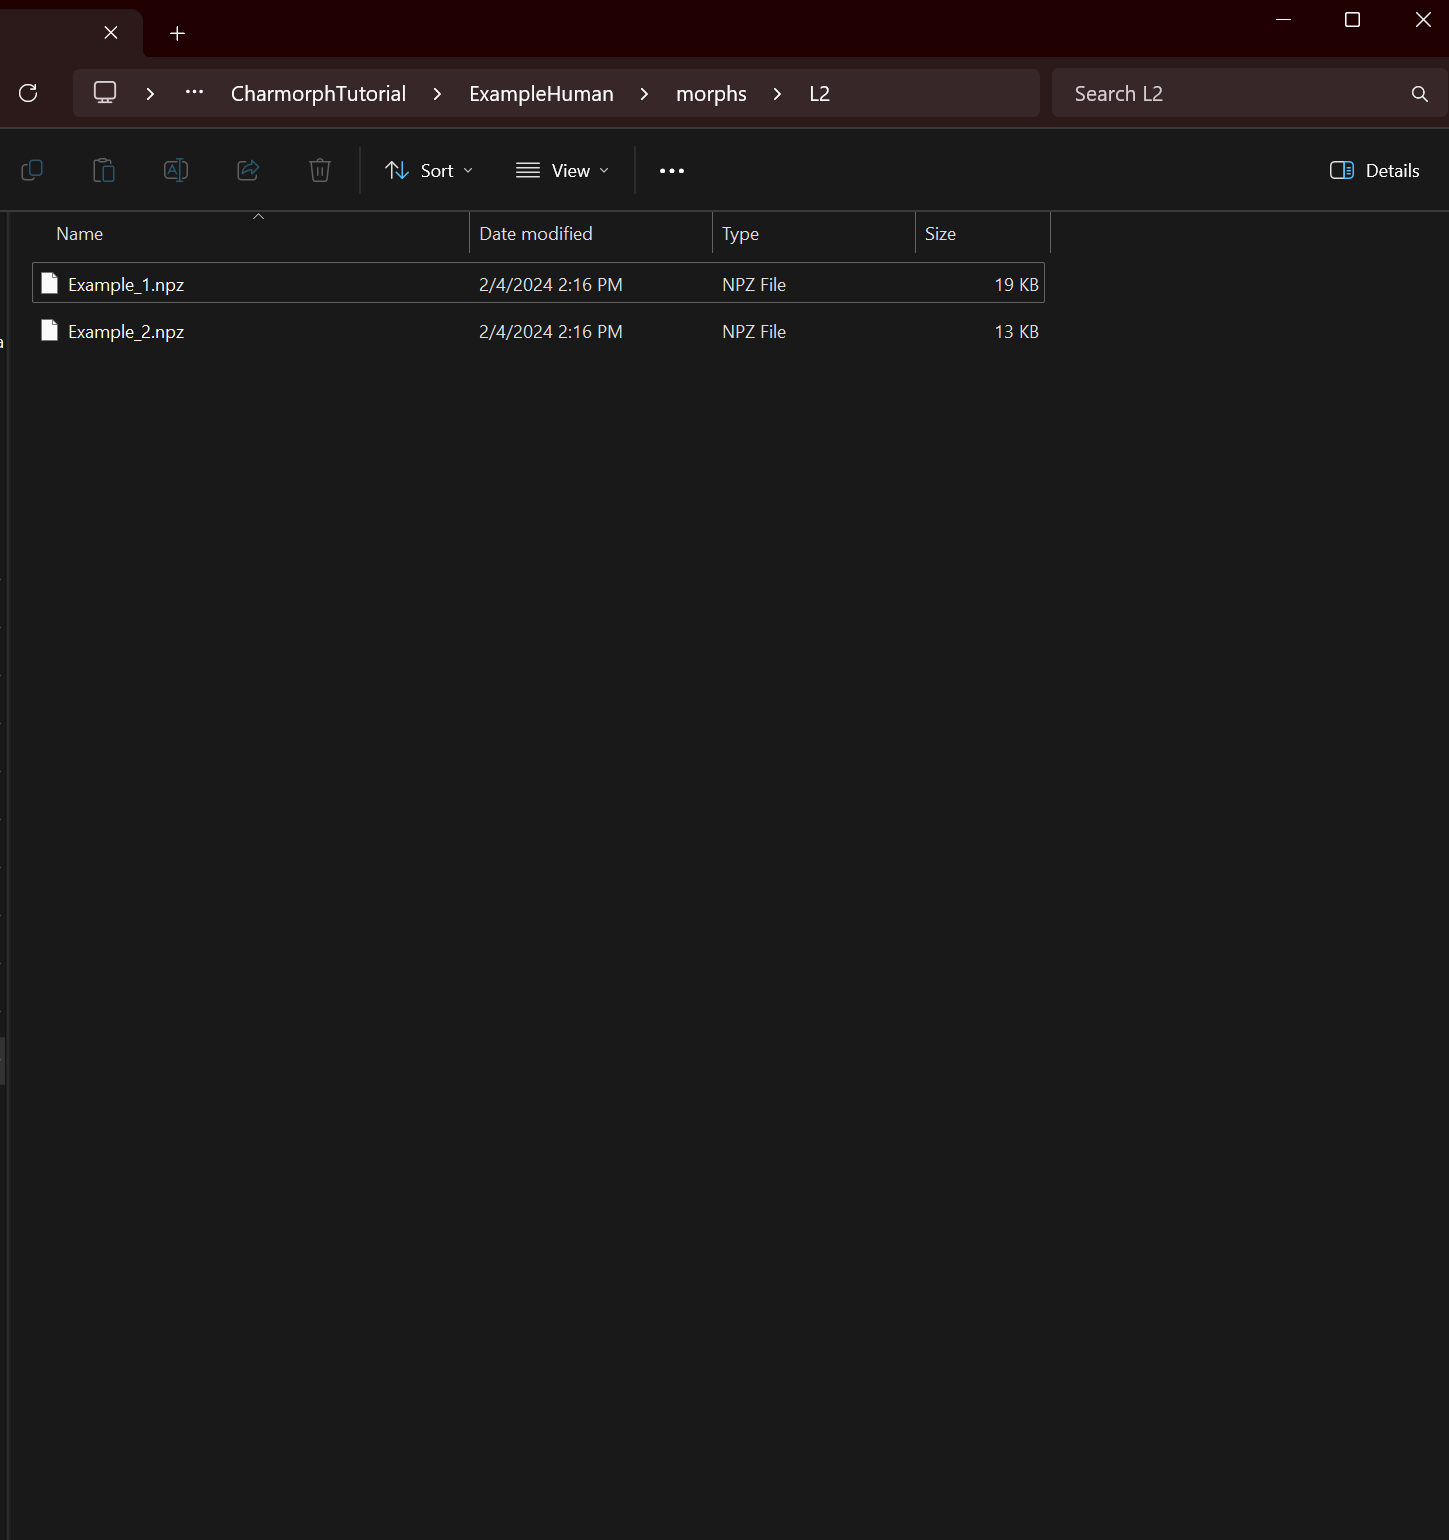 CharmorphTutorial > ExampleHuman > morphs > L2 Search L2
Sort View ••• Details
Name Date modified Type Size
Example_1.npz 2/4/2024 2:16 PM NPZ File 19 KB
Example_2.npz 2/4/2024 2:16 PM NPZ File 13 KB